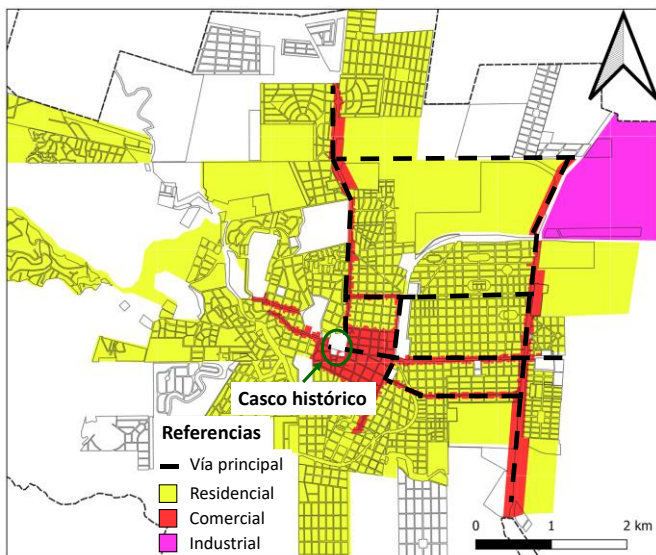 Casco histórico
Referencias
Vía principal
Residencial
Comercial
Industrial
0 1 2 km